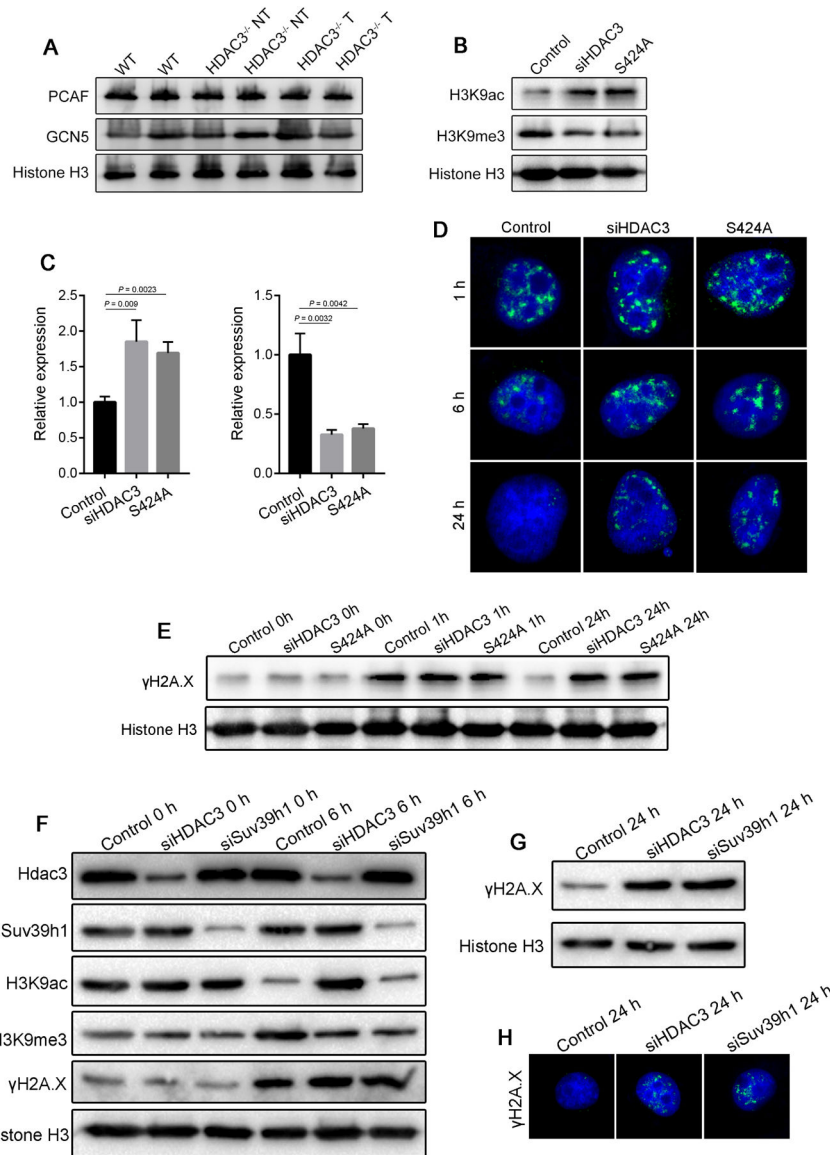 A
WT
WT
HDAC3-/- NT
HDAC3-/- NT
HDAC3-/- T
HDAC3-/- T
PCAF
GCN5
Histone H3
B
Control
siHDAC3
S424A
H3K9ac
H3K9me3
Histone H3
C
Relative expression
2.5
2.0
1.5
1.0
0.5
0.0
P = 0.0023
P = 0.009
Control
siHDAC3
S424A
Relative expression
1.5
1.0
0.5
0.0
P = 0.0042
P = 0.0032
Control
siHDAC3
S424A
D
Control
siHDAC3
S424A
1 h
6 h
24 h
E
Control 0h
siHDAC3 0h
S424A 0h
Control 1h
siHDAC3 1h
S424A 1h
Control 24h
siHDAC3 24h
S424A 24h
γH2A.X
Histone H3
F
Control 0 h
siHDAC3 0 h
siSuv39h1 0 h
Control 6 h
siHDAC3 6 h
siSuv39h1 6 h
Hdac3
Suv39h1
H3K9ac
H3K9me3
γH2A.X
stone H3
G
Control 24 h
siHDAC3 24 h
siSuv39h1 24 h
γH2A.X
Histone H3
H
Control 24 h
siHDAC3 24 h
siSuv39h1 24 h
γH2A.X